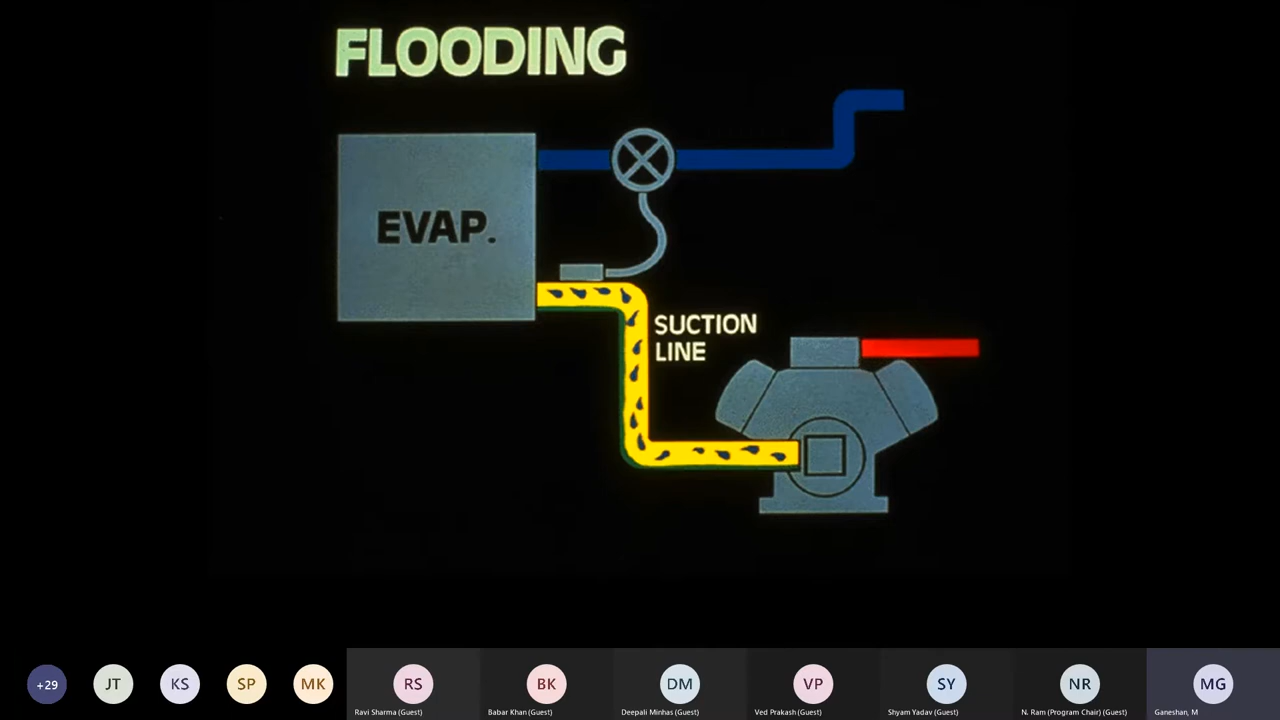 FLOODING
EVAP.
SUCTION
LINE
+29
JT
KS
SP
MK
RS
BK
DM
VP
SY
NR
MG
Ravi Sharma (Guest)
Babar Khan (Guest)
Deepali Minhas (Guest)
Ved Prakash (Guest)
Shyam Yadav (Guest)
N. Ram (Program Chair) (Guest)
Ganeshan, M